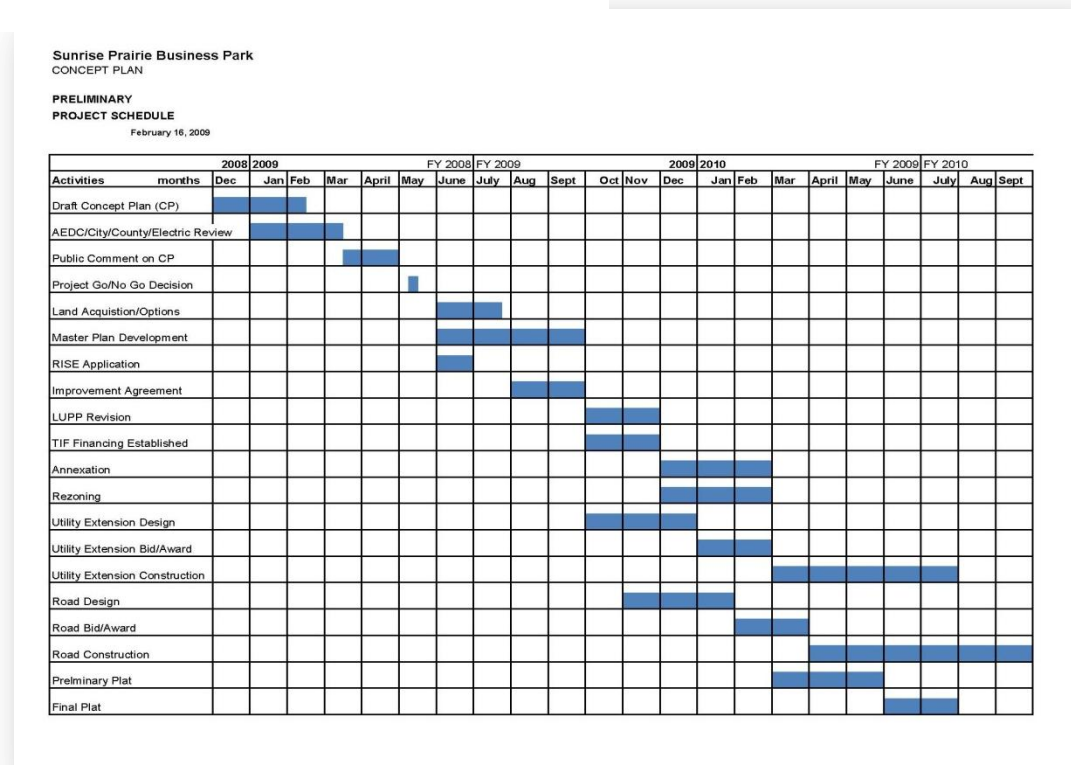 Sunrise Prairie Business Park
CONCEPT PLAN
PRELIMINARY
PROJECT SCHEDULE
February 16, 2009
2008 2009 FY 2008 FY 2009 2009 2010 FY 2009 FY 2010
Activities months Dec Jan Feb Mar April May June July Aug Sept Oct Nov Dec Jan Feb Mar April May June July Aug Sept
Draft Concept Plan (CP)
AEDC/City/County/Electric Review
Public Comment on CP
Project Go/No Go Decision
Land Acquistion/Options
Master Plan Development
RISE Application
Improvement Agreement
LUPP Revision
TIF Financing Established
Annexation
Rezoning
Utility Extension Design
Utility Extension Bid/Award
Utility Extension Construction
Road Design
Road Bid/Award
Road Construction
Prelminary Plat
Final Plat